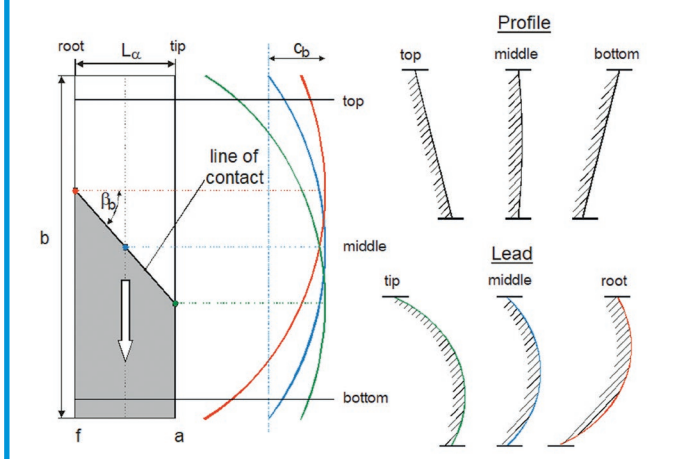 root
Lα
tip
cb
top
line of
contact
βb
b
middle
bottom
f
a
Profile
top
middle
bottom
Lead
tip
middle
root